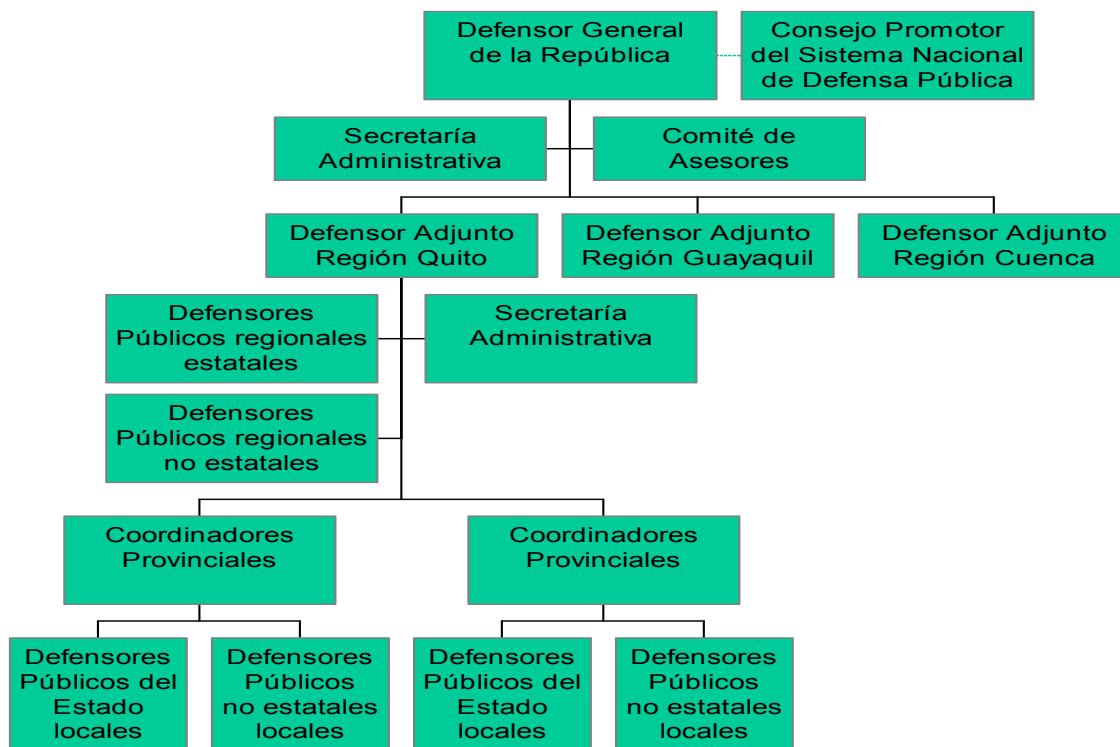 Defensor General
de la República
Consejo Promotor
del Sistema Nacional
de Defensa Pública
Secretaría
Administrativa
Comité de
Asesores
Defensor Adjunto
Región Quito
Defensor Adjunto
Región Guayaquil
Defensor Adjunto
Región Cuenca
Defensores
Públicos regionales
estatales
Secretaría
Administrativa
Defensores
Públicos regionales
no estatales
Coordinadores
Provinciales
Coordinadores
Provinciales
Defensores
Públicos del
Estado
locales
Defensores
Públicos
no estatales
locales
Defensores
Públicos del
Estado
locales
Defensores
Públicos
no estatales
locales